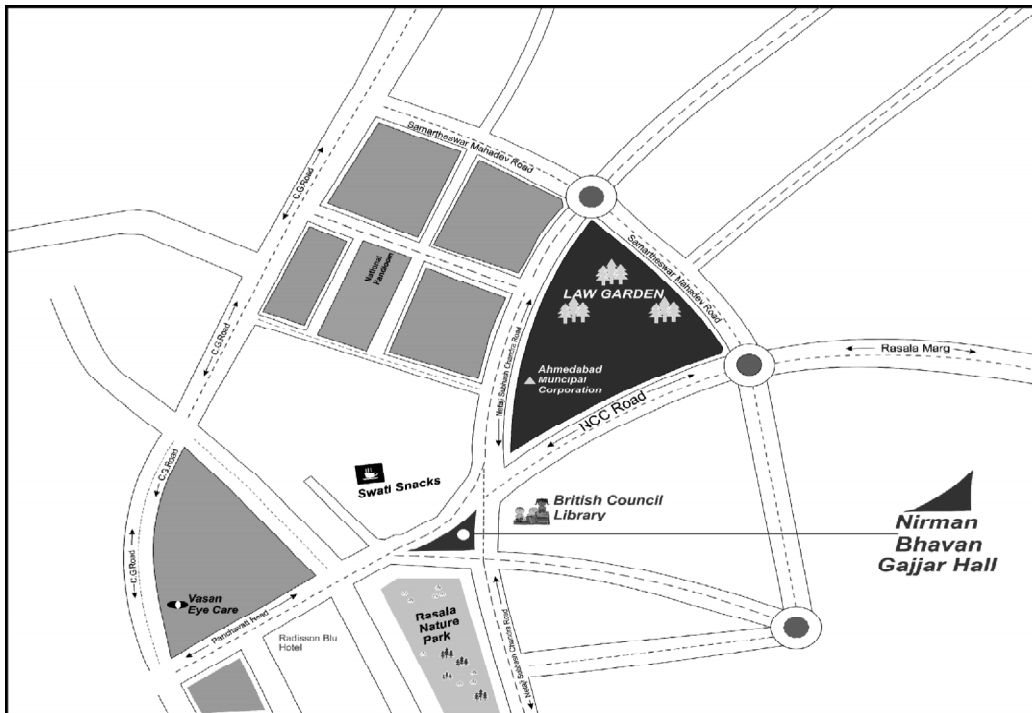 Samartheswar Mahadev Road
C.G.Road
National
Handloom
LAW GARDEN
Samartheswar Mahadev Road
Rasala Marg
C.G.Road
Netaji Subhash Chandra Road
Ahmedabad
Muncipal
Corporation
NCC Road
C.G.Road
Swati Snacks
British Council
Library
Nirman
Bhavan
Gajjar Hall
C.G.Road
Vasan
Eye Care
Panchavati Road
Radisson Blu
Hotel
Rasala
Nature
Park
Netaji Subhash Chandra Road